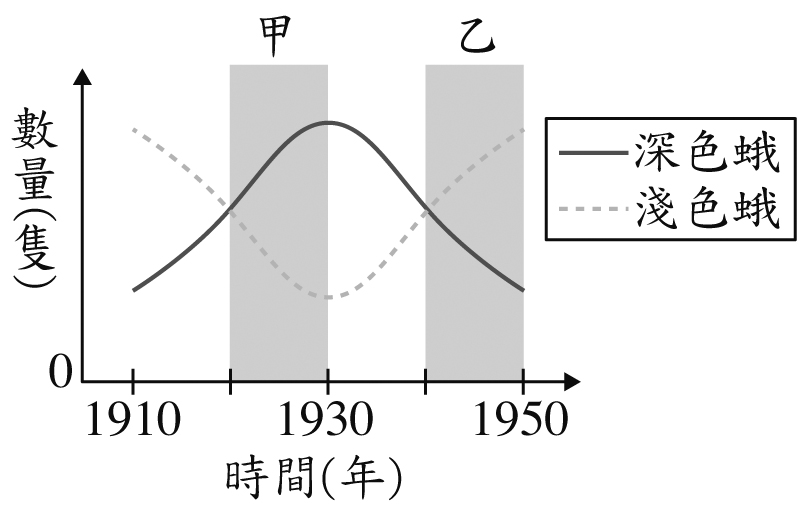 甲 乙
數量(隻)
深色蛾
淺色蛾
0
1910 1930 1950
時間(年)